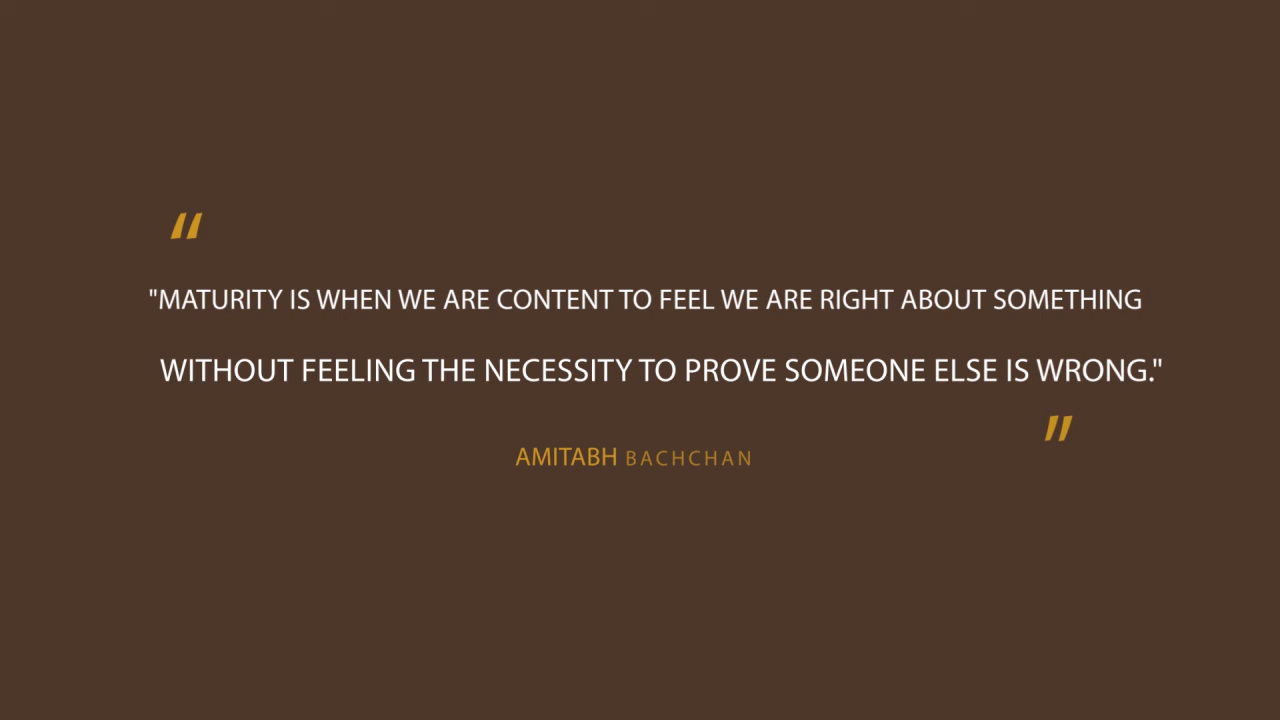 “
"MATURITY IS WHEN WE ARE CONTENT TO FEEL WE ARE RIGHT ABOUT SOMETHING
WITHOUT FEELING THE NECESSITY TO PROVE SOMEONE ELSE IS WRONG."
”
AMITABH BACHCHAN